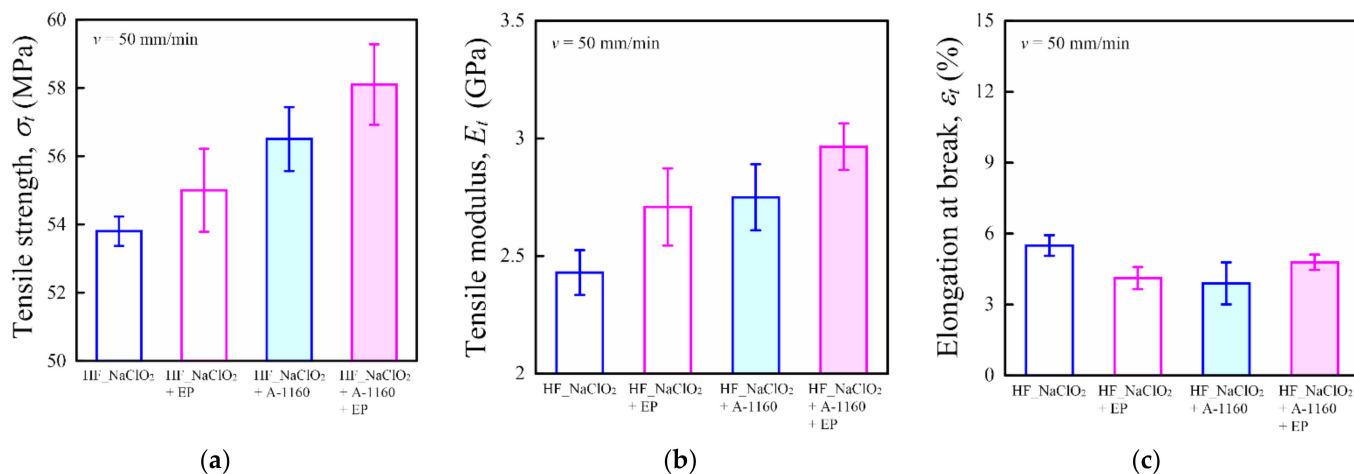 Tensile strength, σt (MPa)
60
58
56
54
52
50
v = 50 mm/min
HF_NaClO₂
HF_NaClO₂
+ EP
HF_NaClO₂
+ A-1160
HF_NaClO₂
+ A-1160
+ EP
(a)
Tensile modulus, Et (GPa)
3.5
3
2.5
2
v = 50 mm/min
HF_NaClO₂
HF_NaClO₂
+ EP
HF_NaClO₂
+ A-1160
HF_NaClO₂
+ A-1160
+ EP
(b)
Elongation at break, εt (%)
15
12
9
6
3
0
v = 50 mm/min
HF_NaClO₂
HF_NaClO₂
+ EP
HF_NaClO₂
+ A-1160
HF_NaClO₂
+ A-1160
+ EP
(c)